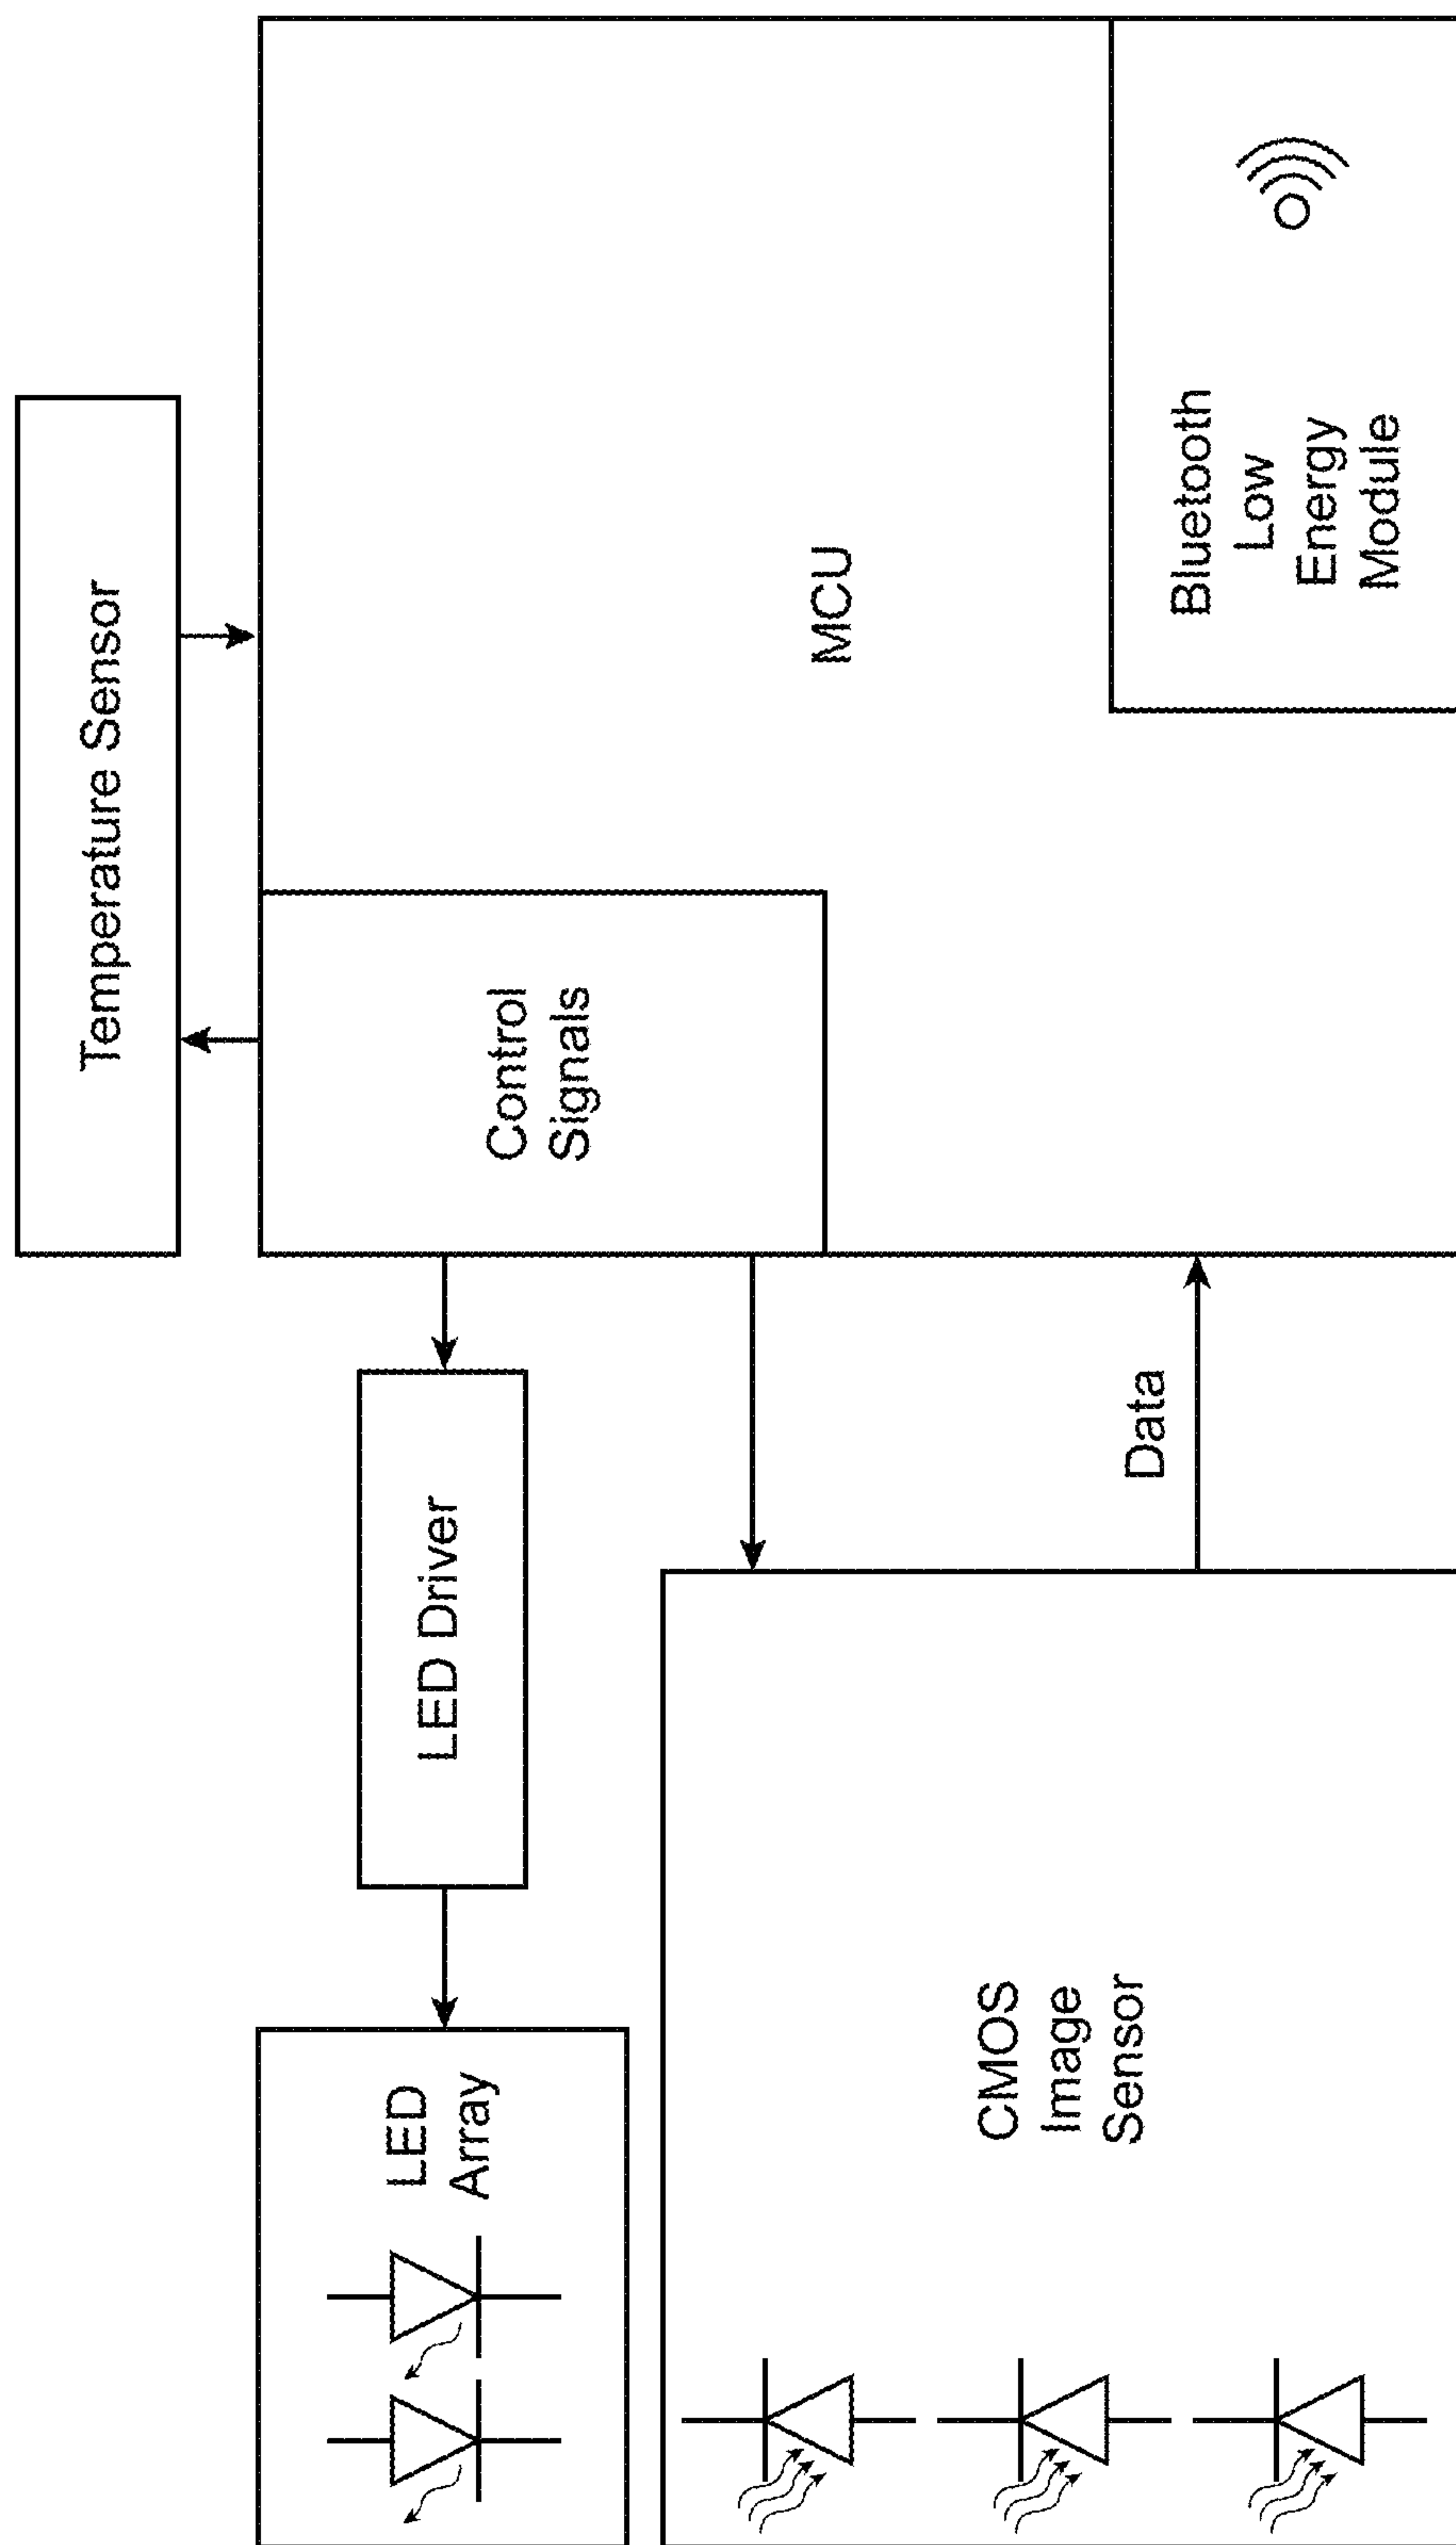 Temperature Sensor
LED
Array
LED Driver
Control
Signals
MCU
CMOS
Image
Sensor
Data
Bluetooth
Low
Energy
Module